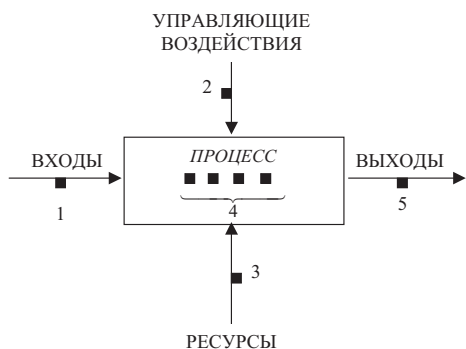 УПРАВЛЯЮЩИЕ
ВОЗДЕЙСТВИЯ
2
ВХОДЫ
ПРОЦЕСС
ВЫХОДЫ
1
4
5
3
РЕСУРСЫ